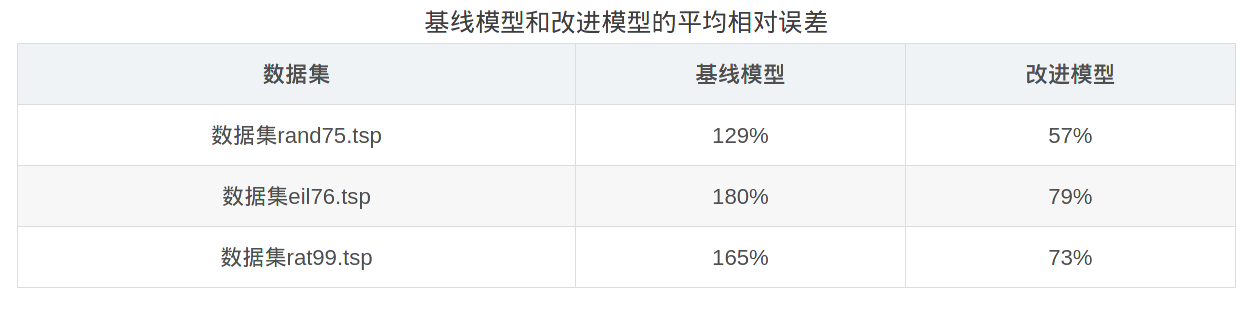 基线模型和改进模型的平均相对误差
数据集 基线模型 改进模型
数据集rand75.tsp 129% 57%
数据集eil76.tsp 180% 79%
数据集rat99.tsp 165% 73%